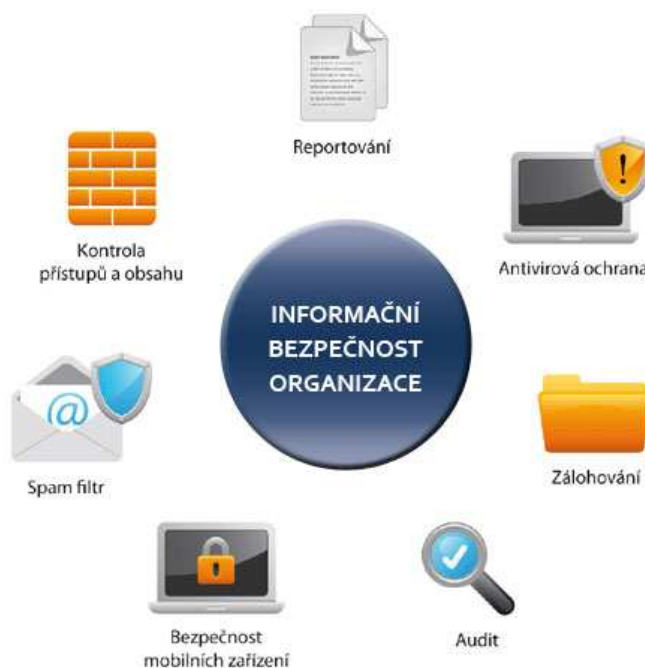 Reportování
Kontrola
přístupů a obsahu
Antivirová ochrana
INFORMAČNÍ
BEZPEČNOST
ORGANIZACE
@
Spam filtr
Zálohování
Bezpečnost
mobilních zařízení
Audit